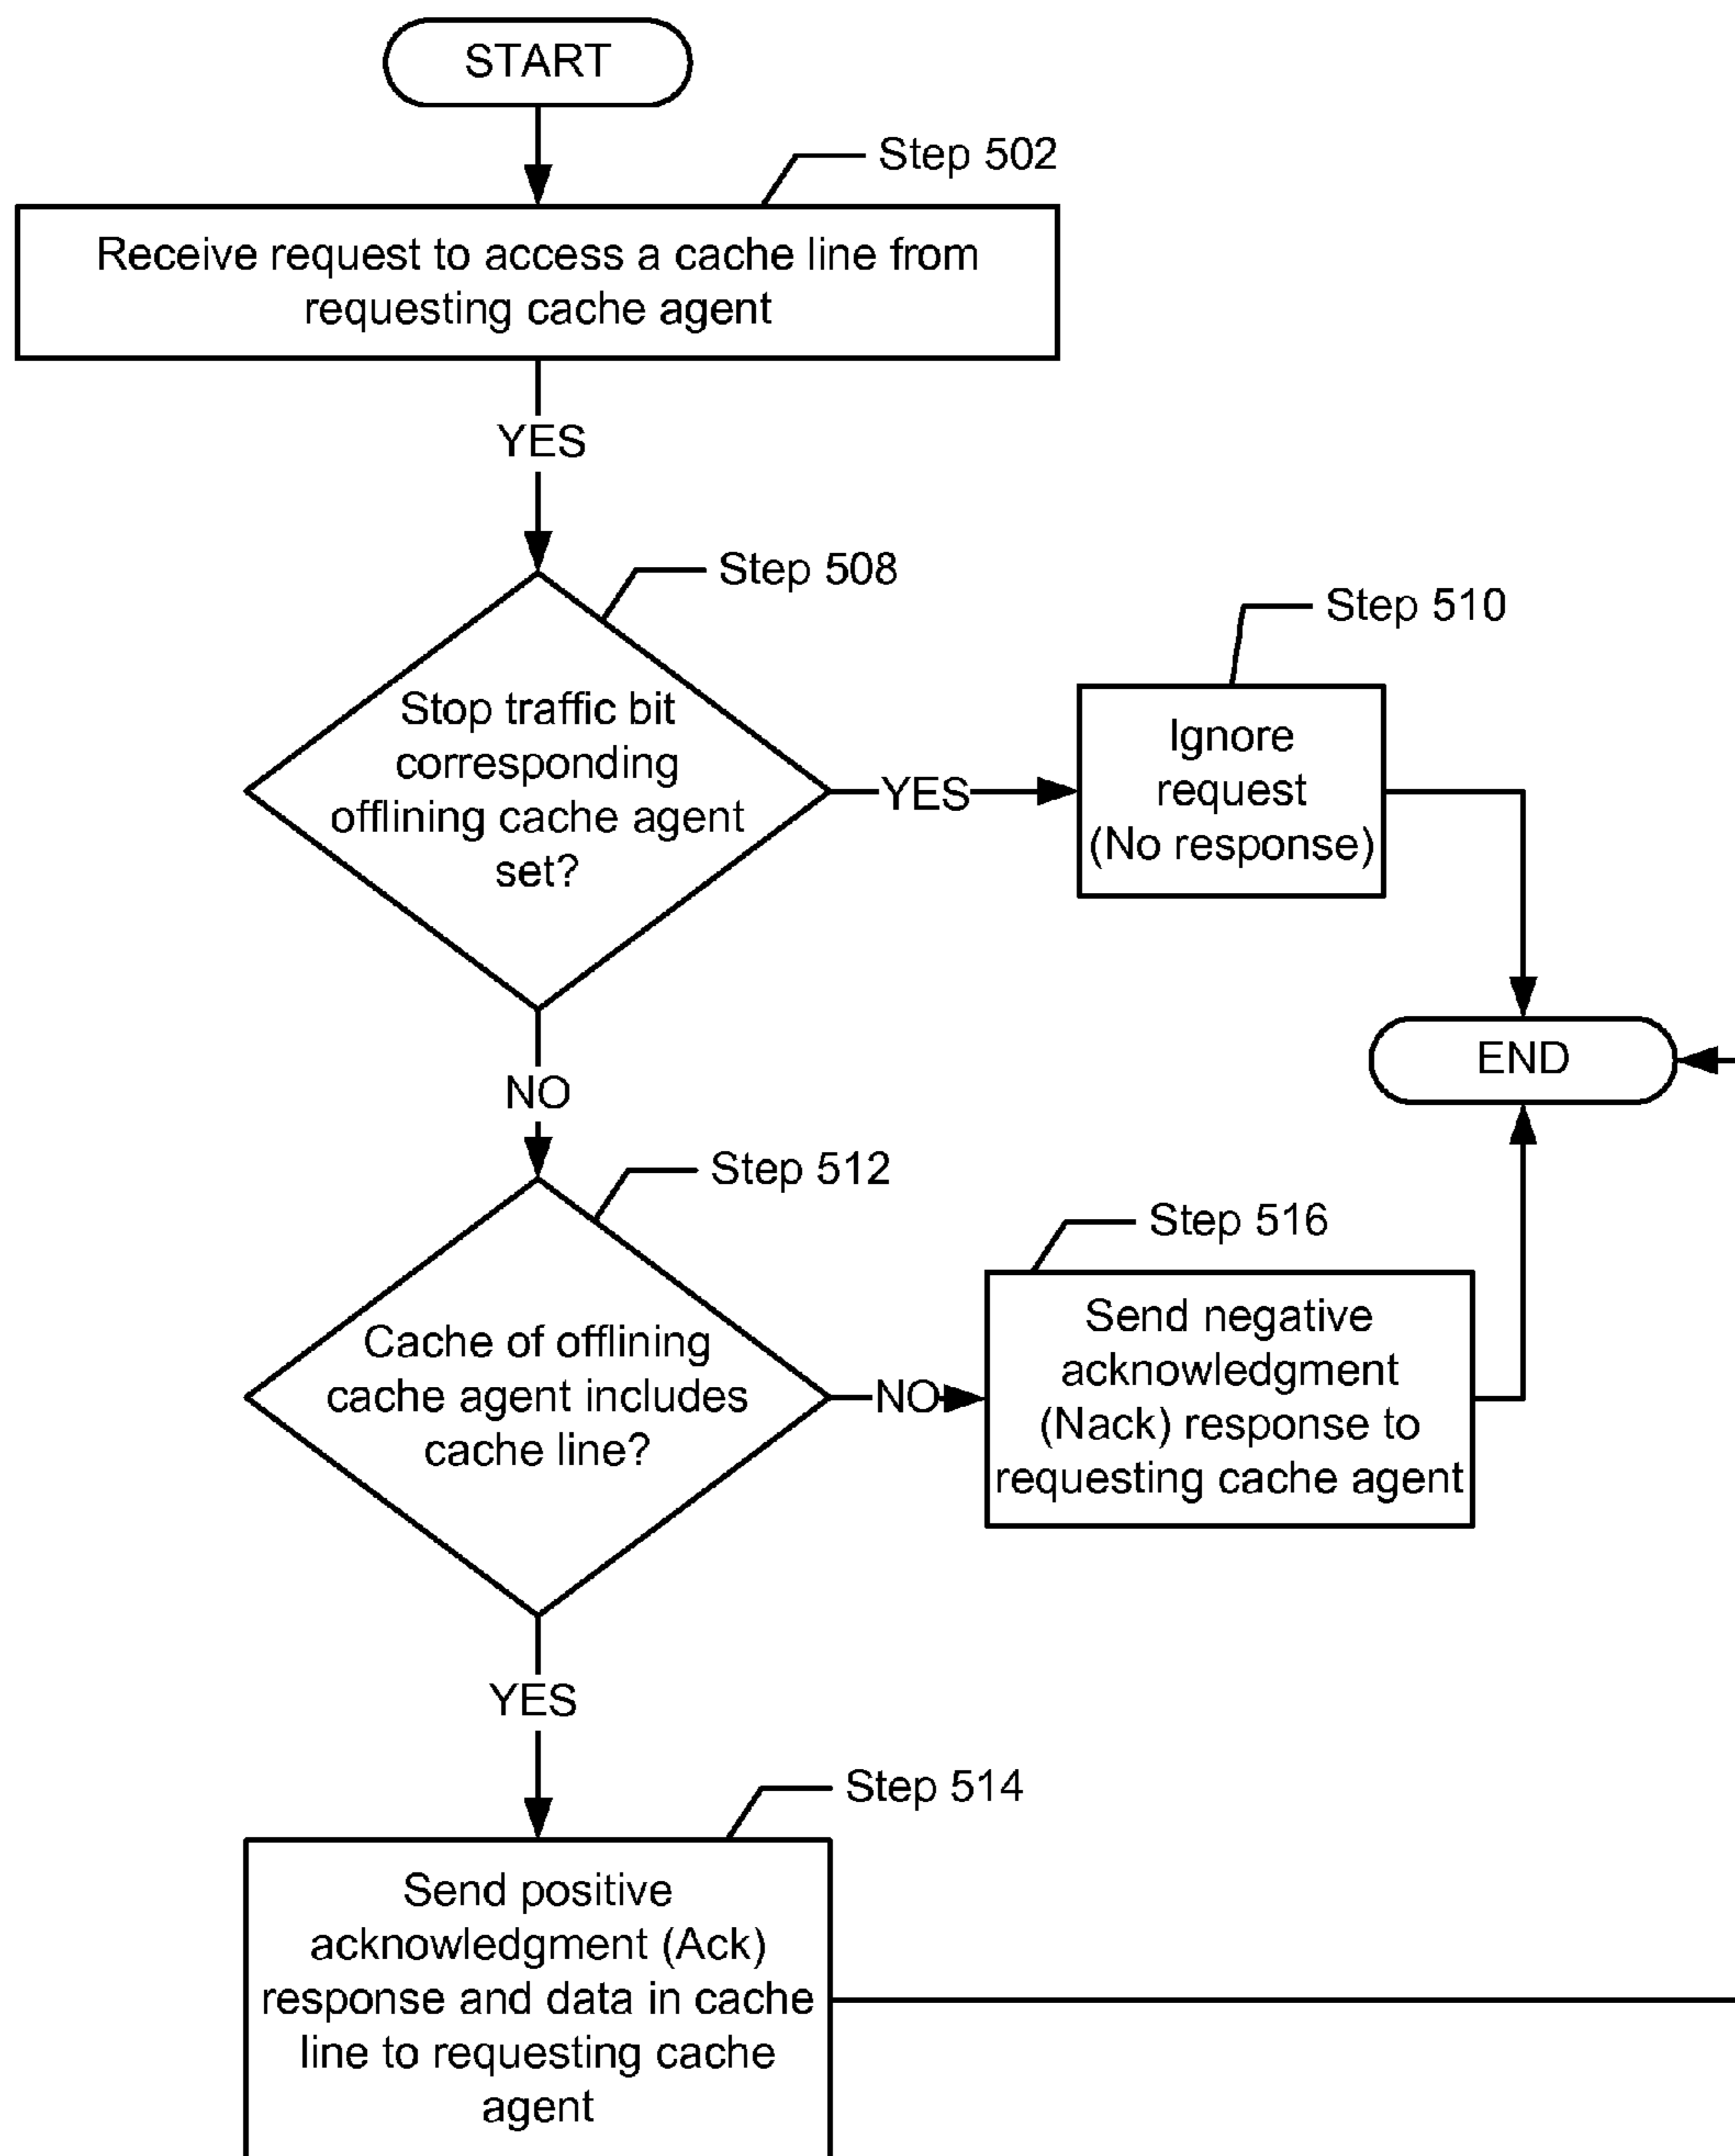 START
Step 502
Receive request to access a cache line from
requesting cache agent
YES
Step 508
Stop traffic bit
corresponding
offlining cache agent
set?
YES
Step 510
Ignore
request
(No response)
END
NO
Step 512
Cache of offlining
cache agent includes
cache line?
NO
Step 516
Send negative
acknowledgment
(Nack) response to
requesting cache agent
YES
Step 514
Send positive
acknowledgment (Ack)
response and data in cache
line to requesting cache
agent